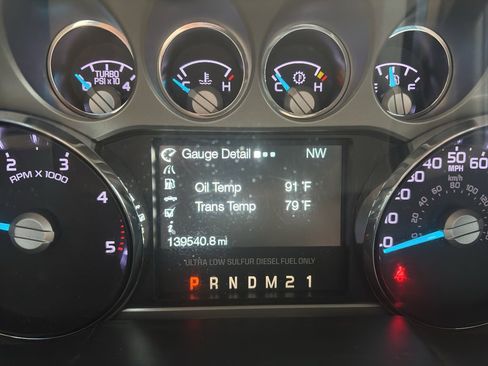 TURBO
PSI x 10
4
C H
C H
F
Gauge Detail NW
Oil Temp 91 °F
Trans Temp 79 °F
139540.8 mi
ULTRA LOW SULFUR DIESEL FUEL ONLY
P R N D M 2 1
2 3
RPM x 1000
4
5
40 50 60
MPH
km/h
80